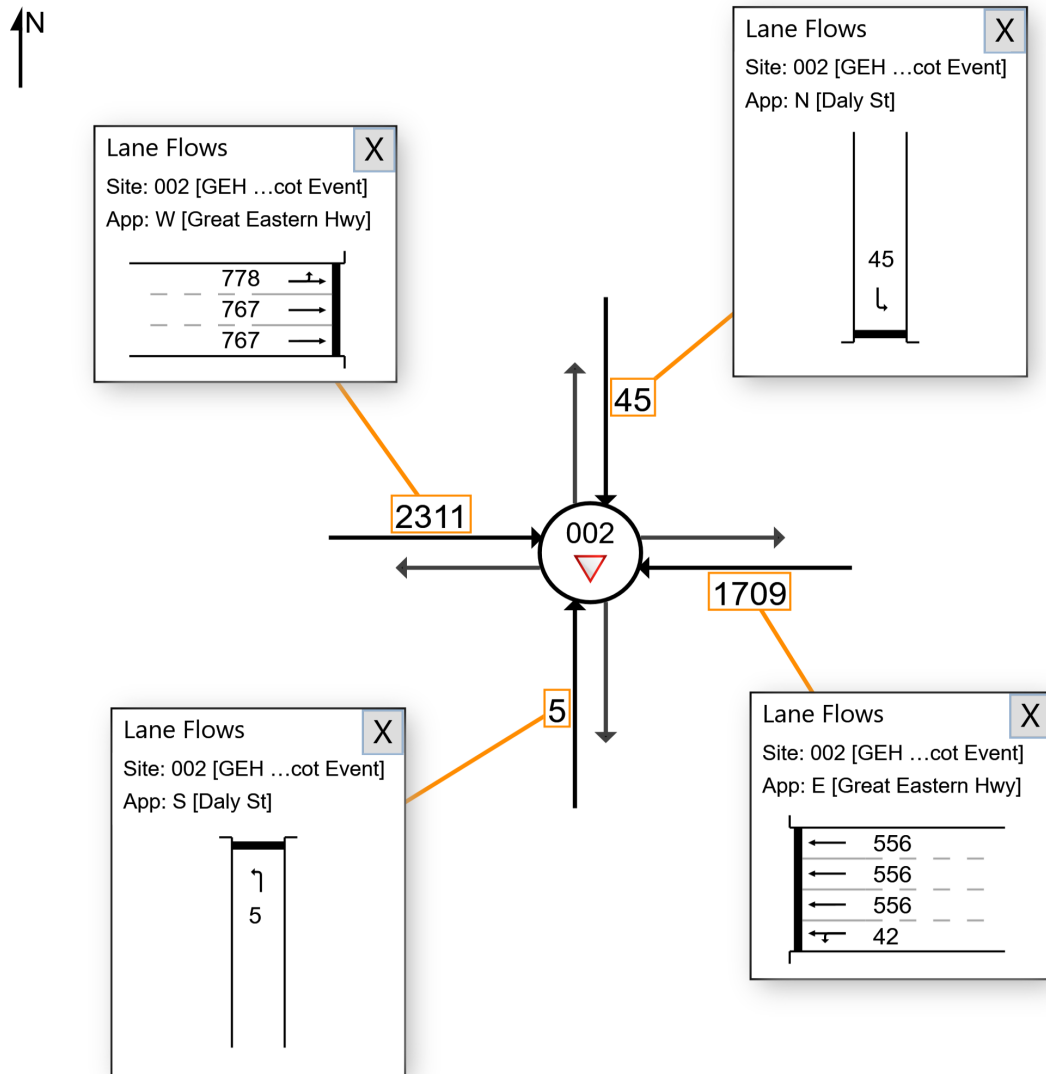 N
Lane Flows X
Site: 002 [GEH ...cot Event]
App: N [Daly St]
45
Lane Flows X
Site: 002 [GEH ...cot Event]
App: W [Great Eastern Hwy]
778
767
767
45
2311
002
1709
5
Lane Flows X
Site: 002 [GEH ...cot Event]
App: S [Daly St]
5
Lane Flows X
Site: 002 [GEH ...cot Event]
App: E [Great Eastern Hwy]
556
556
556
42